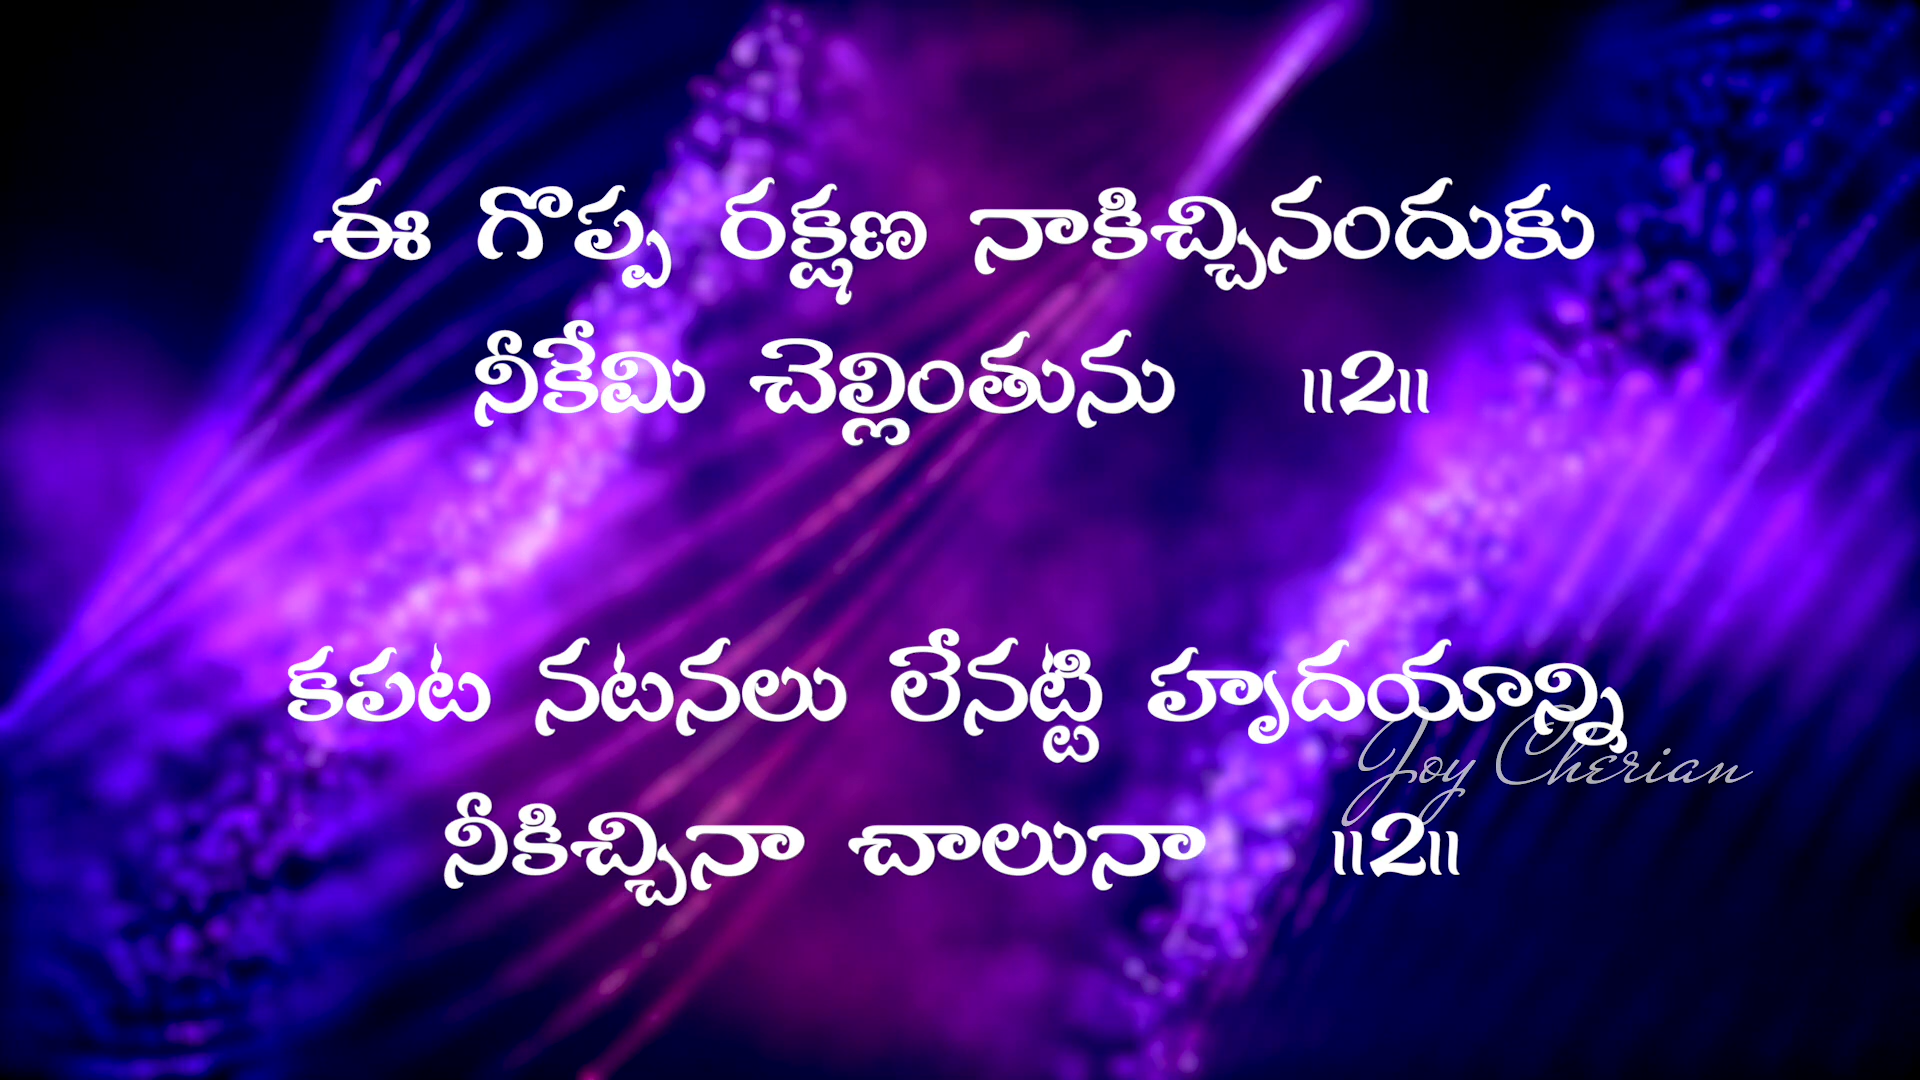 ఈ గొప్ప రక్షణ నాకిచ్చినందుకు
నీకేమి చెల్లింతును ॥2॥
కపట నటనలు లేనట్టి హృదయాన్ని
Joy Cherian
నీకిచ్చినా చాలునా ॥2॥